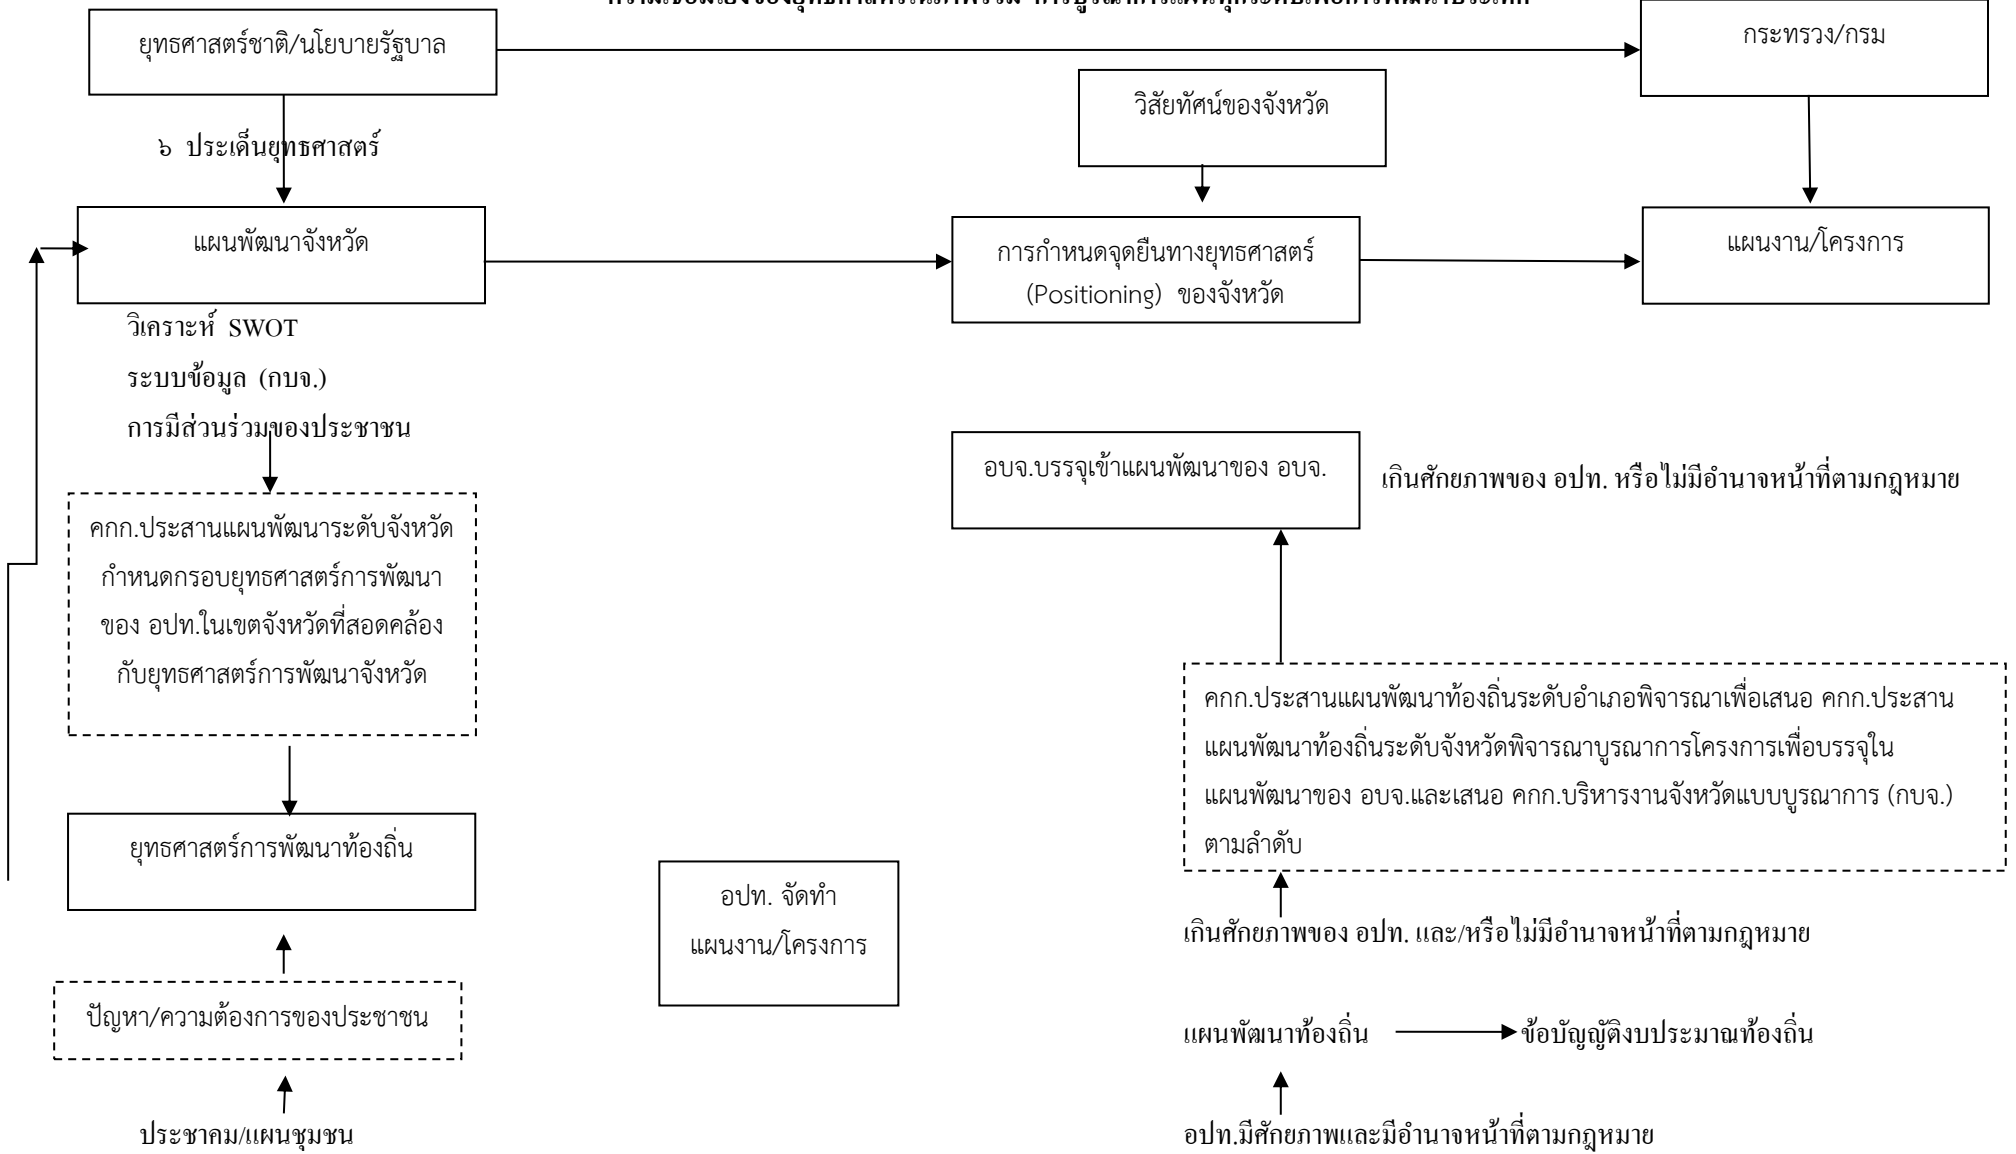 ยุทธศาสตร์ชาติ/นโยบายรัฐบาล
กระทรวง/กรม
วิสัยทัศน์ของจังหวัด
๖ ประเด็นยุทธศาสตร์
แผนพัฒนาจังหวัด
การกำหนดจุดยืนทางยุทธศาสตร์
(Positioning) ของจังหวัด
แผนงาน/โครงการ
วิเคราะห์ SWOT
ระบบข้อมูล (กบจ.)
การมีส่วนร่วมของประชาชน
อบจ.บรรจุเข้าแผนพัฒนาของ อบจ.
เกินศักยภาพของ อปท. หรือไม่มีอำนาจหน้าที่ตามกฎหมาย
คกก.ประสานแผนพัฒนาระดับจังหวัด
กำหนดกรอบยุทธศาสตร์การพัฒนา
ของ อปท.ในเขตจังหวัดที่สอดคล้อง
กับยุทธศาสตร์การพัฒนาจังหวัด
คกก.ประสานแผนพัฒนาท้องถิ่นระดับอำเภอพิจารณาเพื่อเสนอ คกก.ประสาน
แผนพัฒนาท้องถิ่นระดับจังหวัดพิจารณาบูรณาการโครงการเพื่อบรรจุใน
แผนพัฒนาของ อบจ.และเสนอ คกก.บริหารงานจังหวัดแบบบูรณาการ (กบจ.)
ตามลำดับ
ยุทธศาสตร์การพัฒนาท้องถิ่น
อปท. จัดทำ
แผนงาน/โครงการ
เกินศักยภาพของ อปท. และ/หรือไม่มีอำนาจหน้าที่ตามกฎหมาย
ปัญหา/ความต้องการของประชาชน
แผนพัฒนาท้องถิ่น
ข้อบัญญัติงบประมาณท้องถิ่น
ประชาคม/แผนชุมชน
อปท.มีศักยภาพและมีอำนาจหน้าที่ตามกฎหมาย